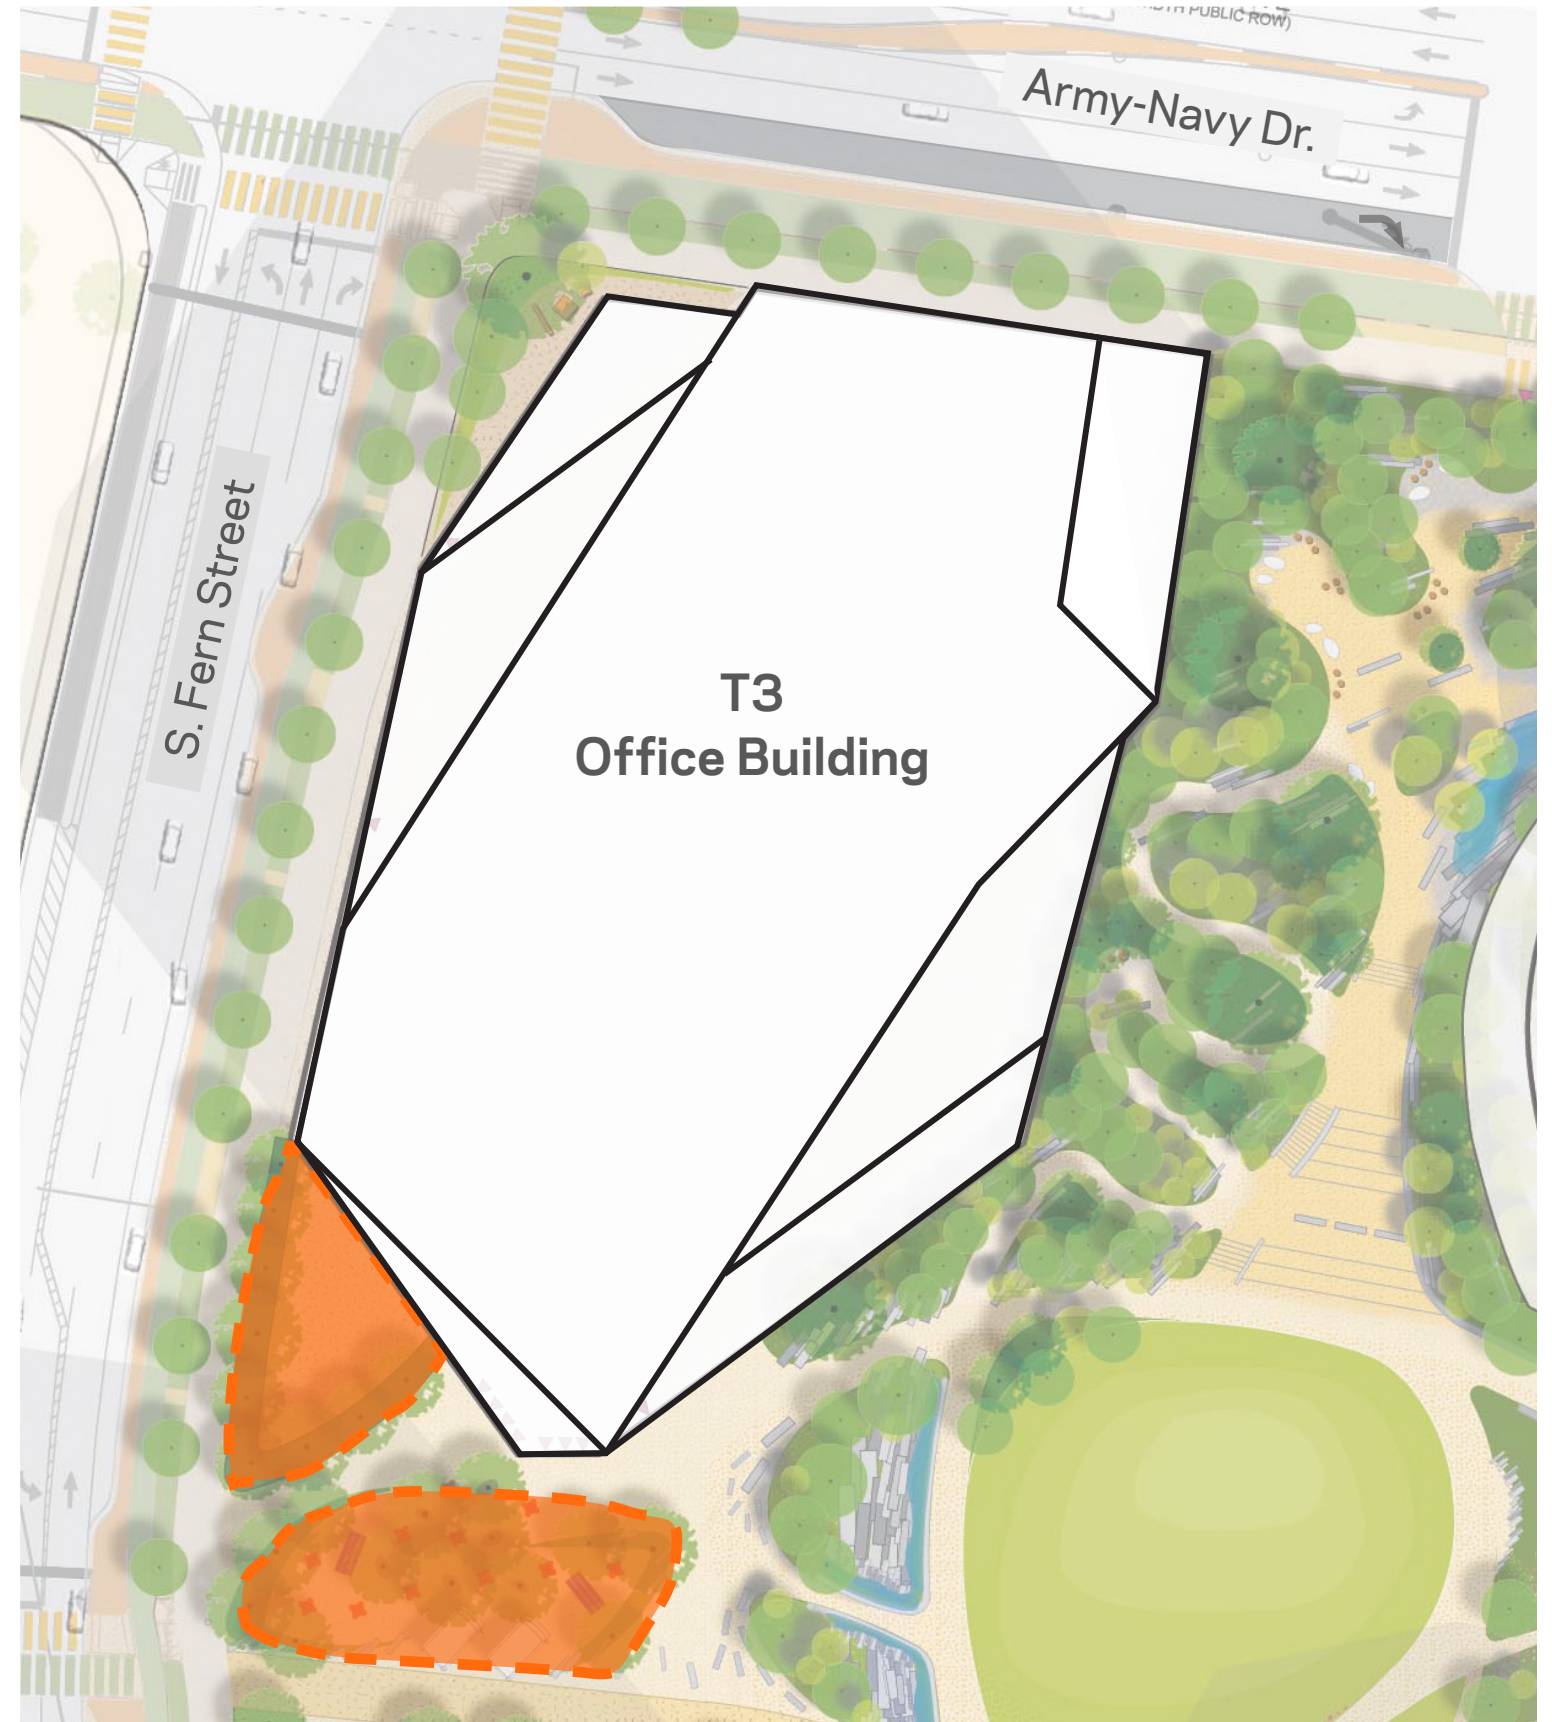 PUBLIC ROW)
Army-Navy Dr.
S. Fern Street
T3
Office Building